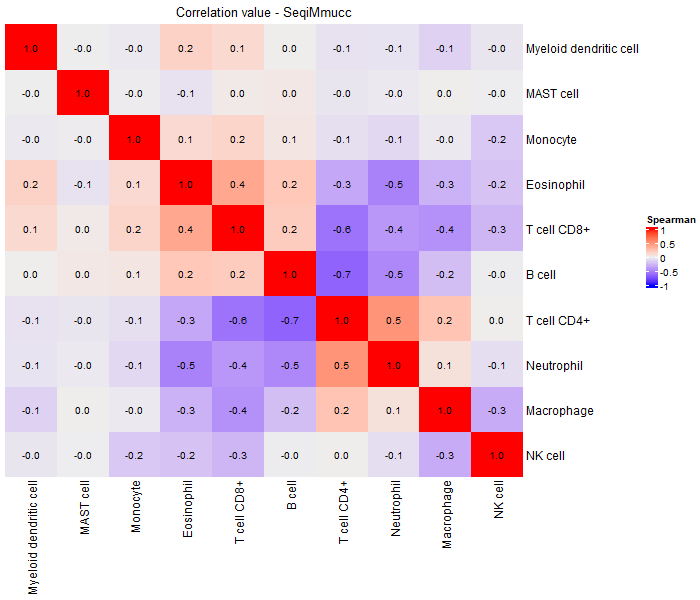 Correlation value - SeqiMmucc
1.0 -0.0 -0.0 0.2 0.1 0.0 -0.1 -0.1 -0.1 -0.0 Myeloid dendritic cell
-0.0 1.0 -0.0 -0.1 0.0 0.0 -0.0 -0.0 0.0 -0.0 MAST cell
-0.0 -0.0 1.0 0.1 0.2 0.1 -0.1 -0.1 -0.0 -0.2 Monocyte
0.2 -0.1 0.1 1.0 0.4 0.2 -0.3 -0.5 -0.3 -0.2 Eosinophil
0.1 0.0 0.2 0.4 1.0 0.2 -0.6 -0.4 -0.4 -0.3 T cell CD8+
0.0 0.0 0.1 0.2 0.2 1.0 -0.7 -0.5 -0.2 -0.0 B cell
-0.1 -0.0 -0.1 -0.3 -0.6 -0.7 1.0 0.5 0.2 0.0 T cell CD4+
-0.1 -0.0 -0.1 -0.5 -0.4 -0.5 0.5 1.0 0.1 -0.1 Neutrophil
-0.1 0.0 -0.0 -0.3 -0.4 -0.2 0.2 0.1 1.0 -0.3 Macrophage
-0.0 -0.0 -0.2 -0.2 -0.3 -0.0 0.0 -0.1 -0.3 1.0 NK cell
Myeloid dendritic cell
MAST cell
Monocyte
Eosinophil
T cell CD8+
B cell
T cell CD4+
Neutrophil
Macrophage
NK cell
Spearman
1
0.5
0
-0.5
-1